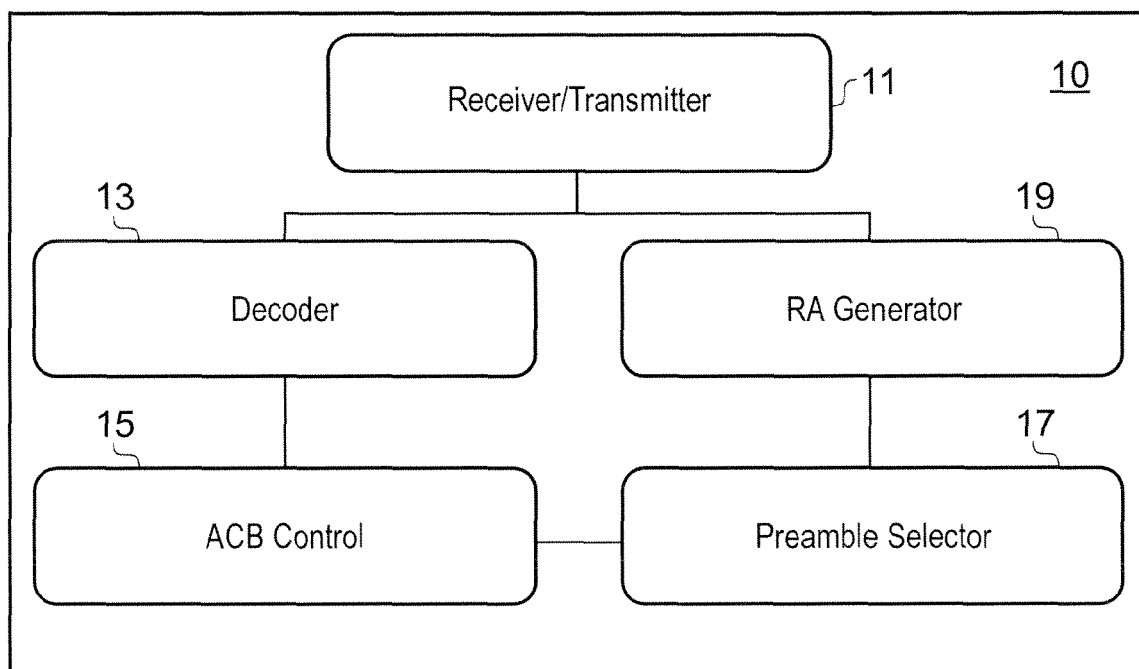 Receiver/Transmitter
11
10
13
Decoder
19
RA Generator
15
ACB Control
17
Preamble Selector